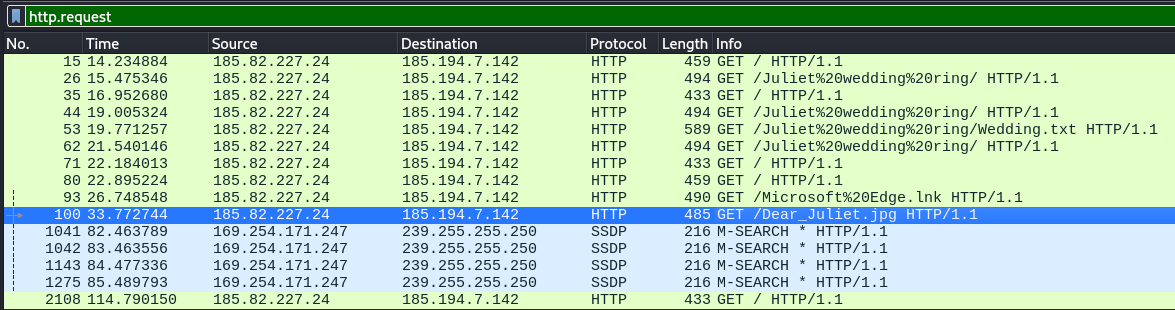 http.request
No. Time Source Destination Protocol Length Info
15 14.234884 185.82.227.24 185.194.7.142 HTTP 459 GET / HTTP/1.1
26 15.475346 185.82.227.24 185.194.7.142 HTTP 494 GET /Juliet%20wedding%20ring/ HTTP/1.1
35 16.952680 185.82.227.24 185.194.7.142 HTTP 433 GET / HTTP/1.1
44 19.005324 185.82.227.24 185.194.7.142 HTTP 494 GET /Juliet%20wedding%20ring/ HTTP/1.1
53 19.771257 185.82.227.24 185.194.7.142 HTTP 589 GET /Juliet%20wedding%20ring/Wedding.txt HTTP/1.1
62 21.540146 185.82.227.24 185.194.7.142 HTTP 494 GET /Juliet%20wedding%20ring/ HTTP/1.1
71 22.184013 185.82.227.24 185.194.7.142 HTTP 433 GET / HTTP/1.1
80 22.895224 185.82.227.24 185.194.7.142 HTTP 459 GET / HTTP/1.1
93 26.748548 185.82.227.24 185.194.7.142 HTTP 490 GET /Microsoft%20Edge.lnk HTTP/1.1
100 33.772744 185.82.227.24 185.194.7.142 HTTP 485 GET /Dear_Juliet.jpg HTTP/1.1
1041 82.463789 169.254.171.247 239.255.255.250 SSDP 216 M-SEARCH * HTTP/1.1
1042 83.463556 169.254.171.247 239.255.255.250 SSDP 216 M-SEARCH * HTTP/1.1
1143 84.477336 169.254.171.247 239.255.255.250 SSDP 216 M-SEARCH * HTTP/1.1
1275 85.489793 169.254.171.247 239.255.255.250 SSDP 216 M-SEARCH * HTTP/1.1
2108 114.790150 185.82.227.24 185.194.7.142 HTTP 433 GET / HTTP/1.1